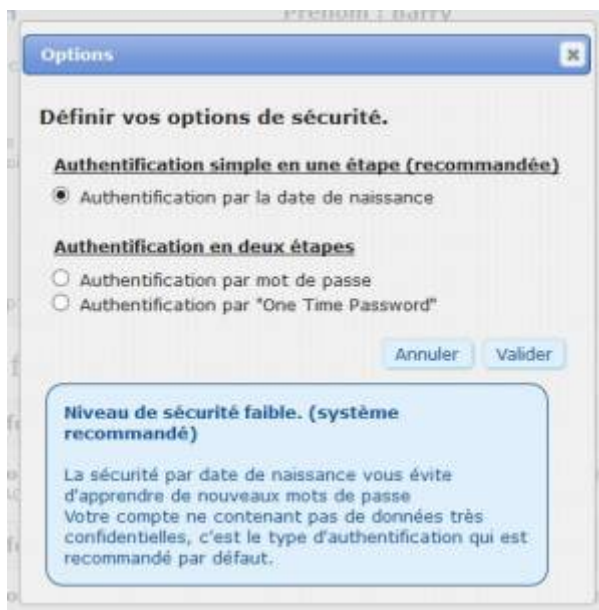 Prénom : Barry
Options
Définir vos options de sécurité.
Authentification simple en une étape (recommandée)
Authentification par la date de naissance
Authentification en deux étapes
Authentification par mot de passe
Authentification par "One Time Password"
Annuler Valider
Niveau de sécurité faible. (système
recommandé)
La sécurité par date de naissance vous évite
d'apprendre de nouveaux mots de passe
Votre compte ne contenant pas de données très
confidentielles, c'est le type d'authentification qui est
recommandé par défaut.